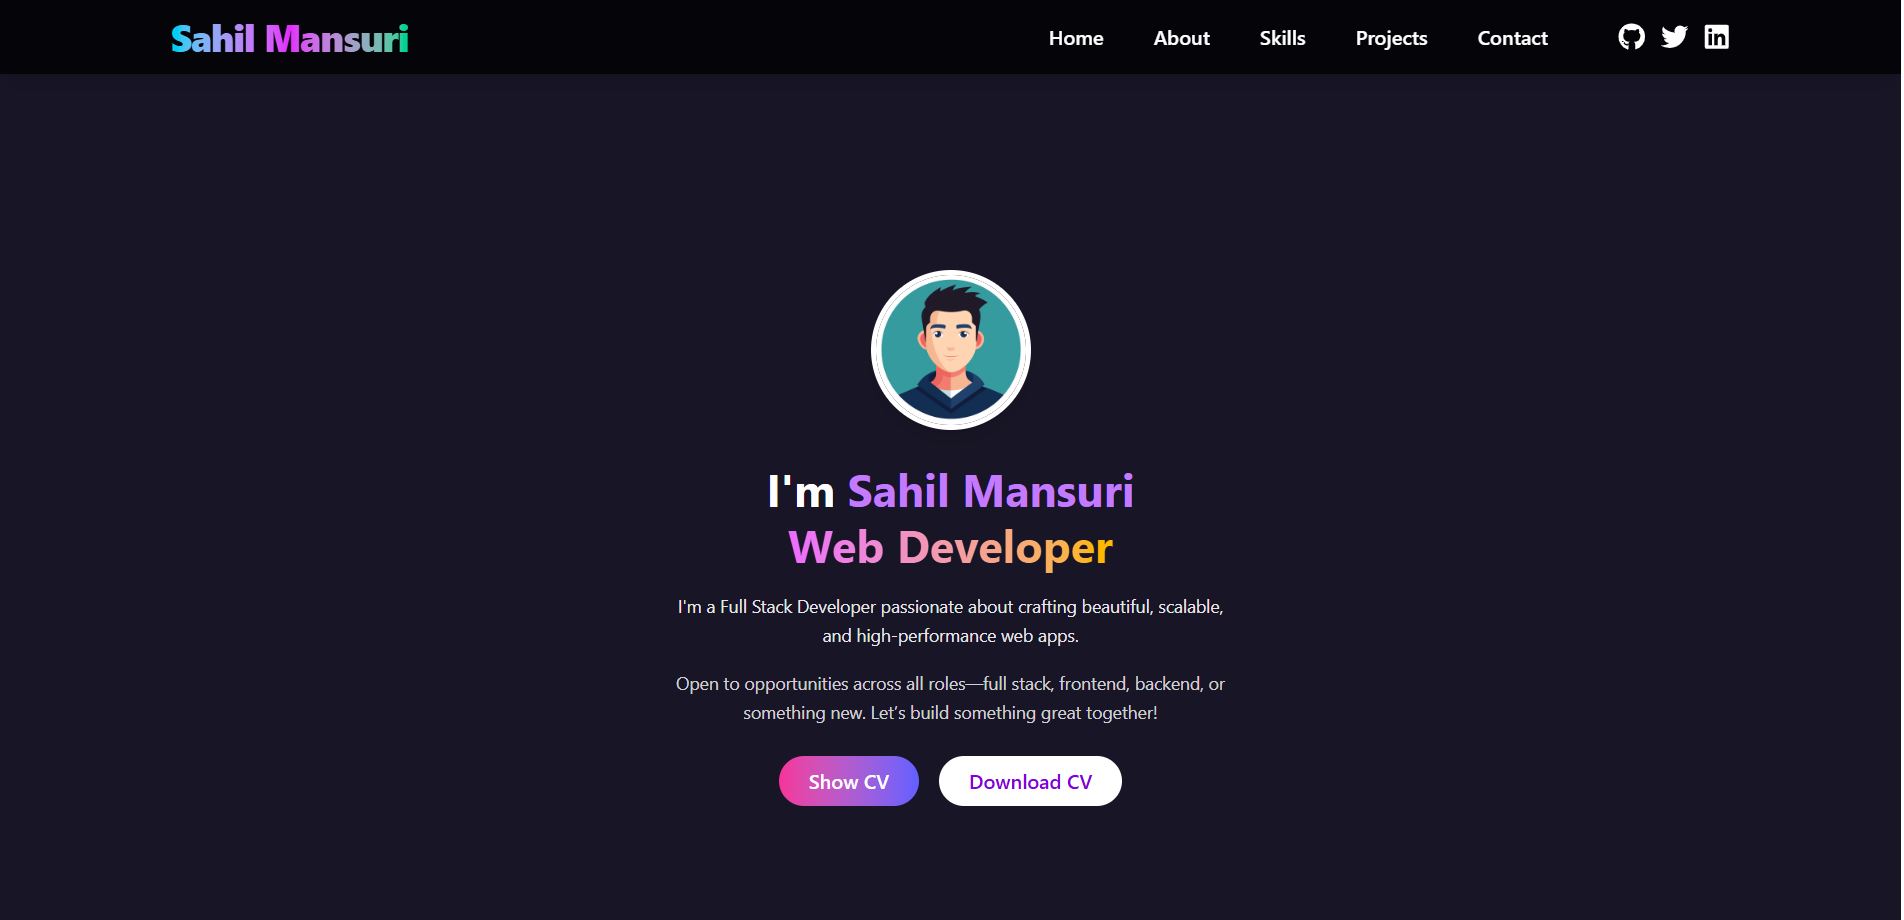 Sahil Mansuri
Home About Skills Projects Contact
I'm Sahil Mansuri
Web Developer
I'm a Full Stack Developer passionate about crafting beautiful, scalable,
and high-performance web apps.
Open to opportunities across all roles—full stack, frontend, backend, or
something new. Let’s build something great together!
Show CV Download CV